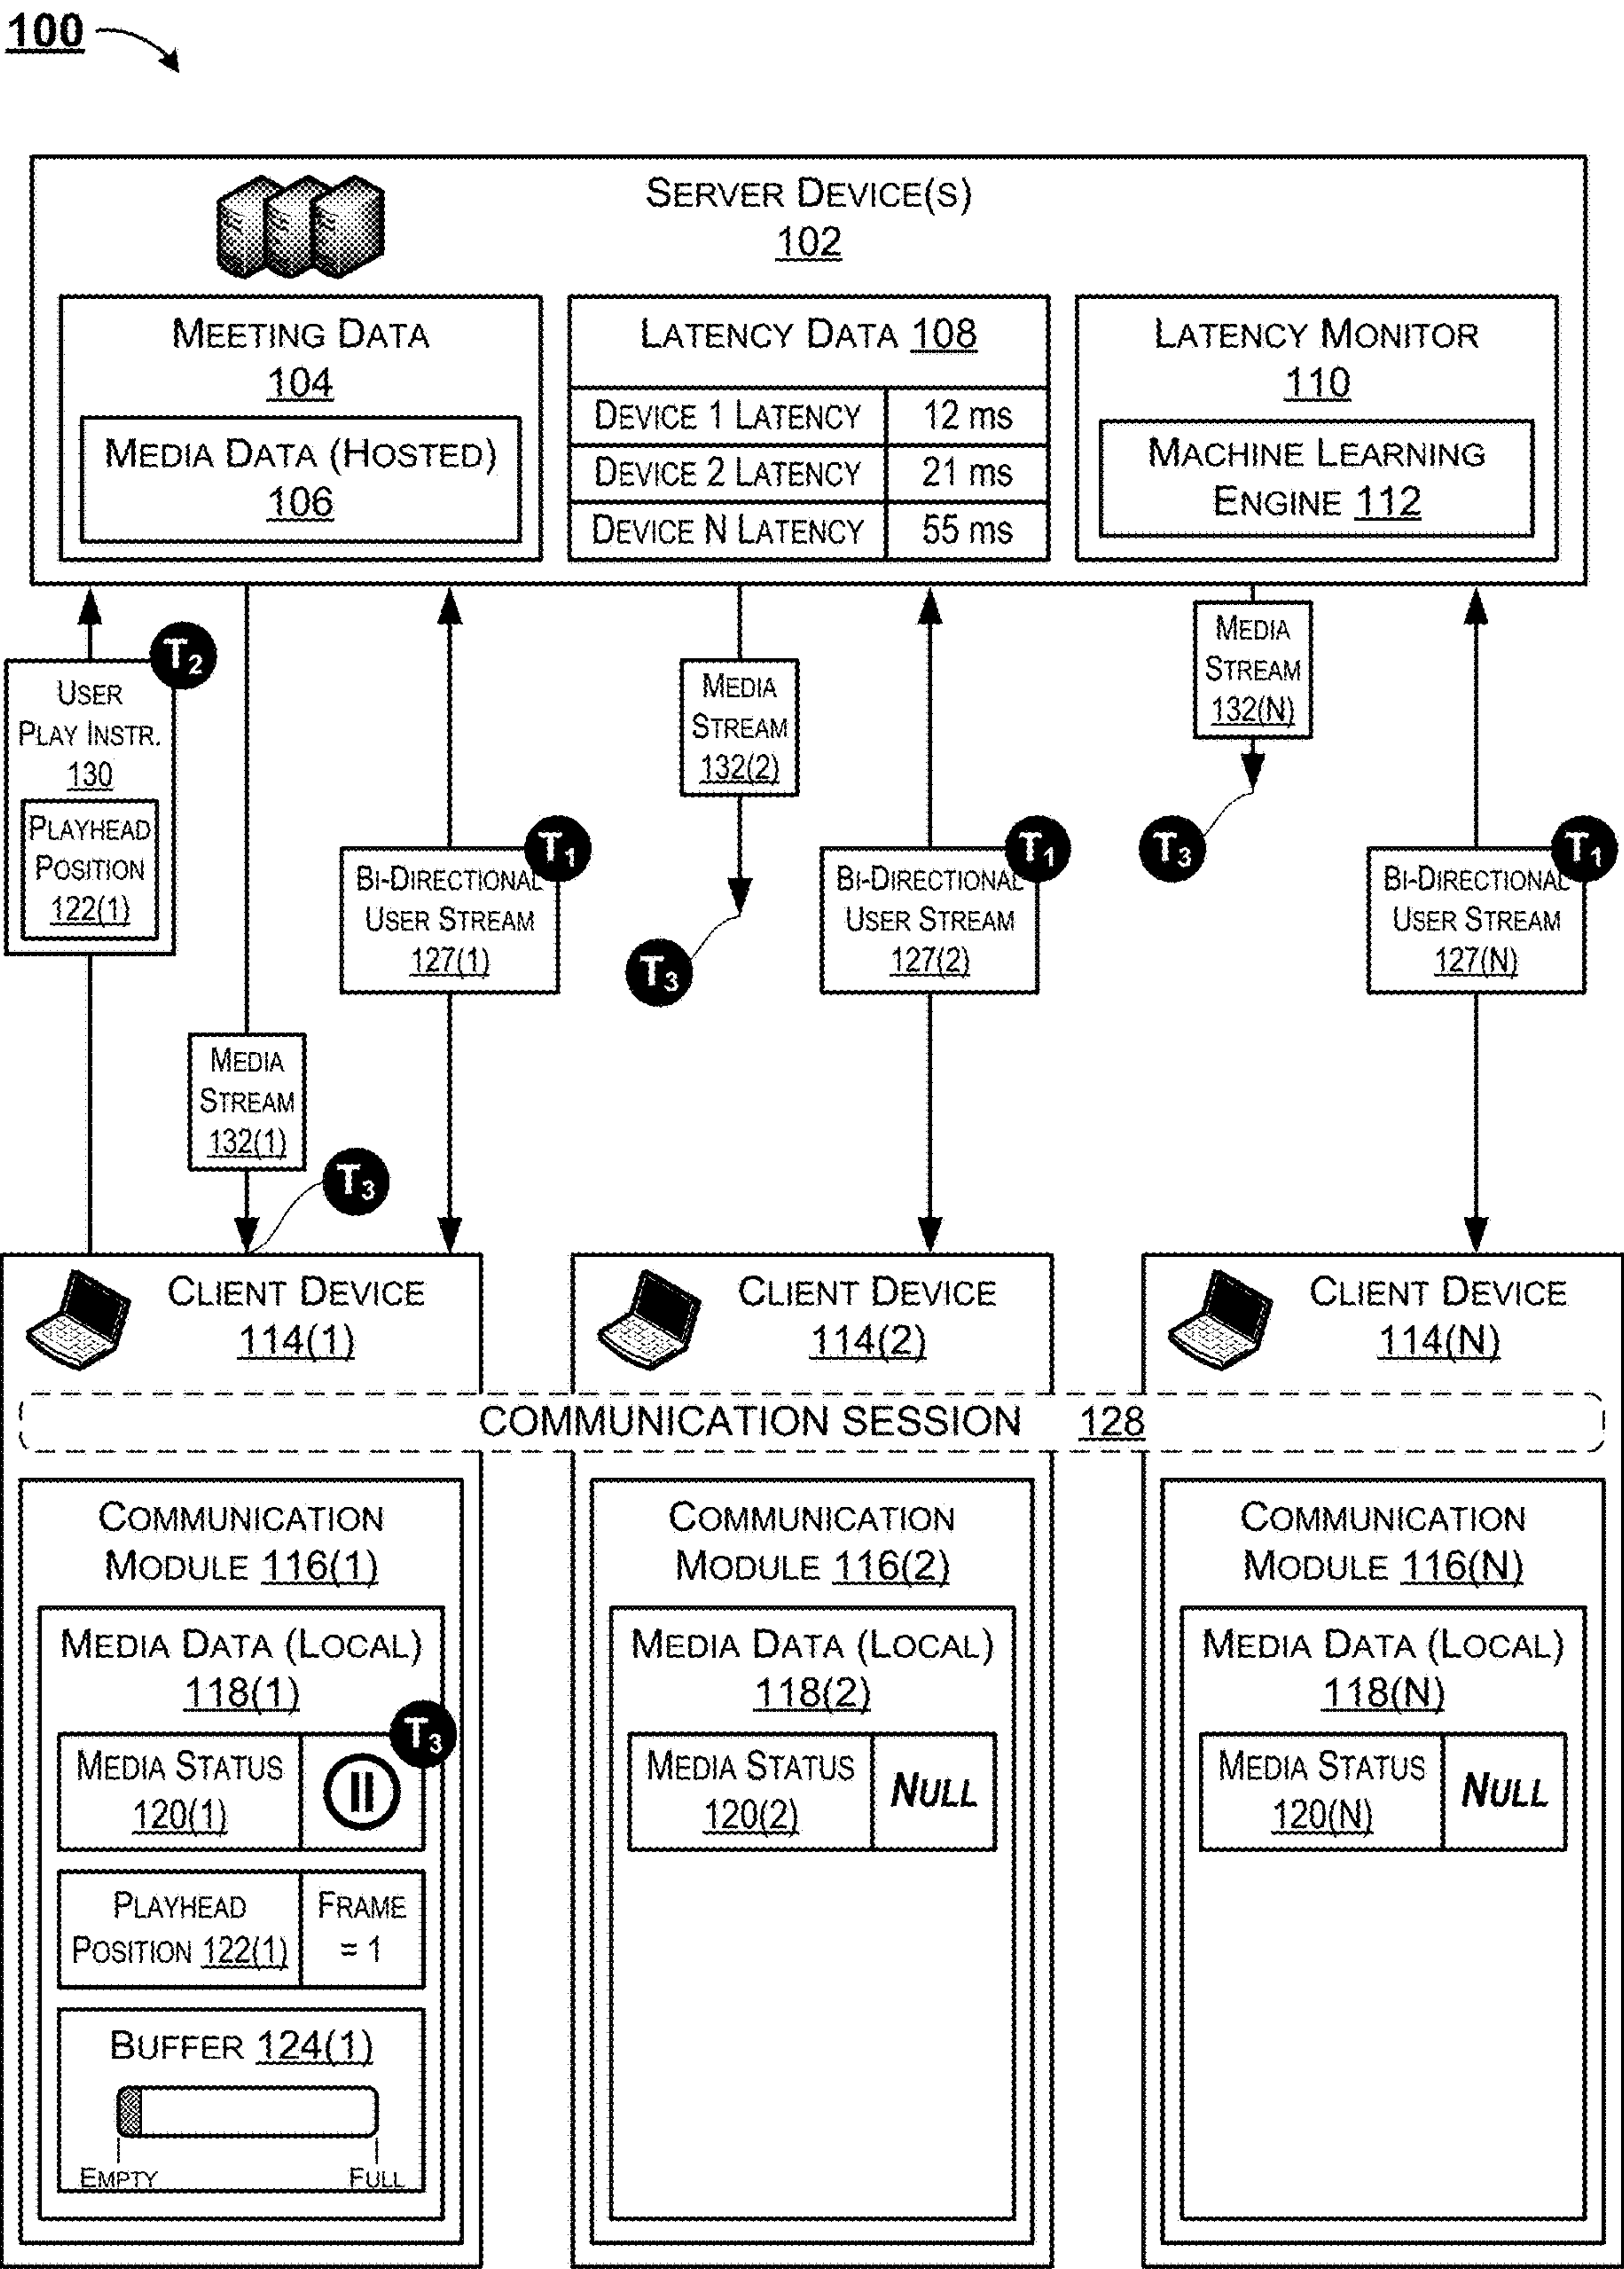 100
SERVER DEVICE(S)
102
MEETING DATA
104
MEDIA DATA (HOSTED)
106
LATENCY DATA 108
DEVICE 1 LATENCY 12 ms
DEVICE 2 LATENCY 21 ms
DEVICE N LATENCY 55 ms
LATENCY MONITOR
110
MACHINE LEARNING
ENGINE 112
T2
USER
PLAY INSTR.
130
PLAYHEAD
POSITION
122(1)
MEDIA
STREAM
132(1)
T3
T1
BI-DIRECTIONAL
USER STREAM
127(1)
MEDIA
STREAM
132(2)
T3
T1
BI-DIRECTIONAL
USER STREAM
127(2)
MEDIA
STREAM
132(N)
T3
T1
BI-DIRECTIONAL
USER STREAM
127(N)
CLIENT DEVICE
114(1)
CLIENT DEVICE
114(2)
CLIENT DEVICE
114(N)
COMMUNICATION SESSION 128
COMMUNICATION
MODULE 116(1)
MEDIA DATA (LOCAL)
118(1)
T3
MEDIA STATUS
120(1)
PLAYHEAD
POSITION 122(1)
FRAME
= 1
BUFFER 124(1)
EMPTY FULL
COMMUNICATION
MODULE 116(2)
MEDIA DATA (LOCAL)
118(2)
MEDIA STATUS
120(2)
NULL
COMMUNICATION
MODULE 116(N)
MEDIA DATA (LOCAL)
118(N)
MEDIA STATUS
120(N)
NULL